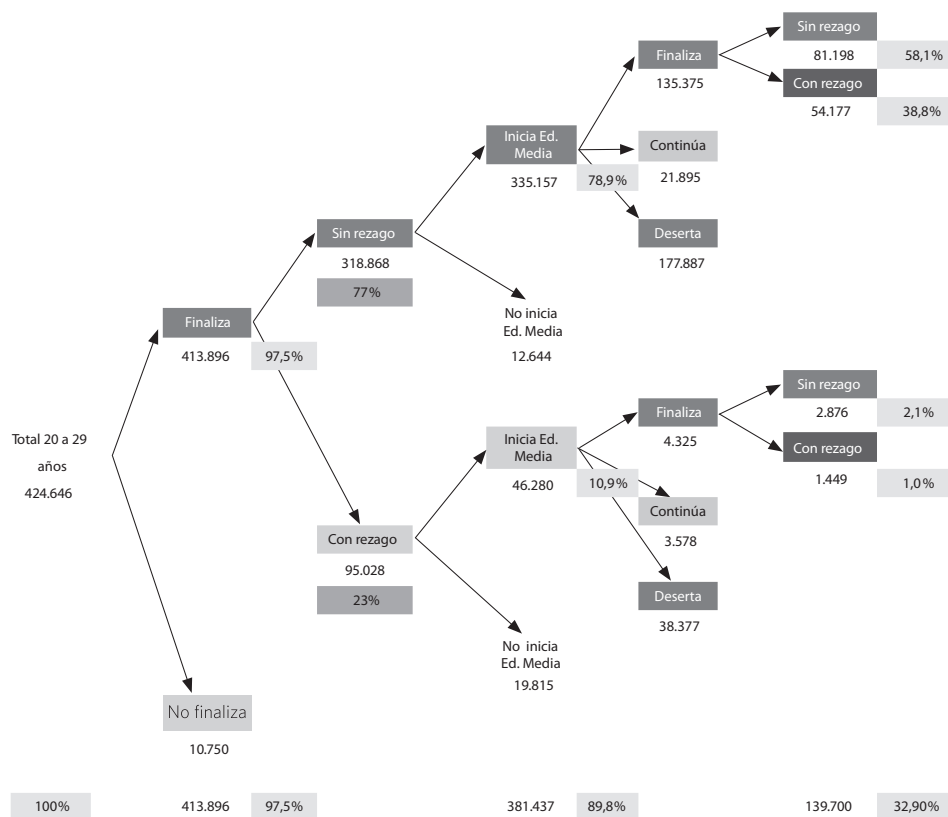 Sin rezago
81.198 58,1%
Finaliza
135.375
Con rezago
54.177 38,8%
Inicia Ed.
Media
335.157 78,9%
Continúa
21.895
Deserta
177.887
Sin rezago
318.868
77%
No inicia
Ed. Media
12.644
Finaliza
413.896 97,5%
Total 20 a 29
años
424.646
Sin rezago
2.876 2,1%
Finaliza
4.325
Con rezago
1.449 1,0%
Inicia Ed.
Media
46.280 10,9%
Continúa
3.578
Deserta
38.377
Con rezago
95.028
23%
No inicia
Ed. Media
19.815
No finaliza
10.750
100% 413.896 97,5% 381.437 89,8% 139.700 32,90%